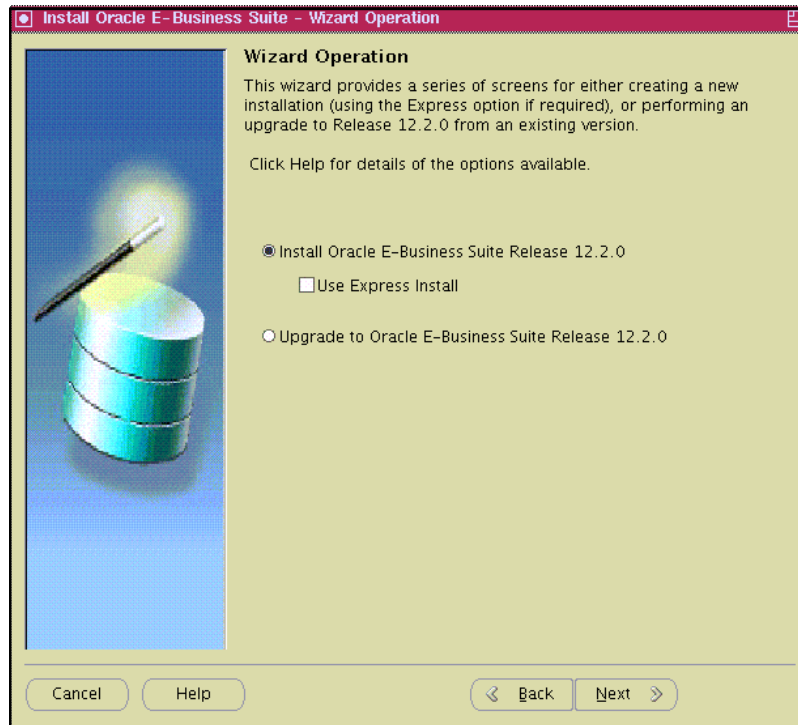 Install Oracle E-Business Suite - Wizard Operation
Wizard Operation
This wizard provides a series of screens for either creating a new
installation (using the Express option if required), or performing an
upgrade to Release 12.2.0 from an existing version.
Click Help for details of the options available.
Install Oracle E-Business Suite Release 12.2.0
Use Express Install
Upgrade to Oracle E-Business Suite Release 12.2.0
Cancel Help Back Next